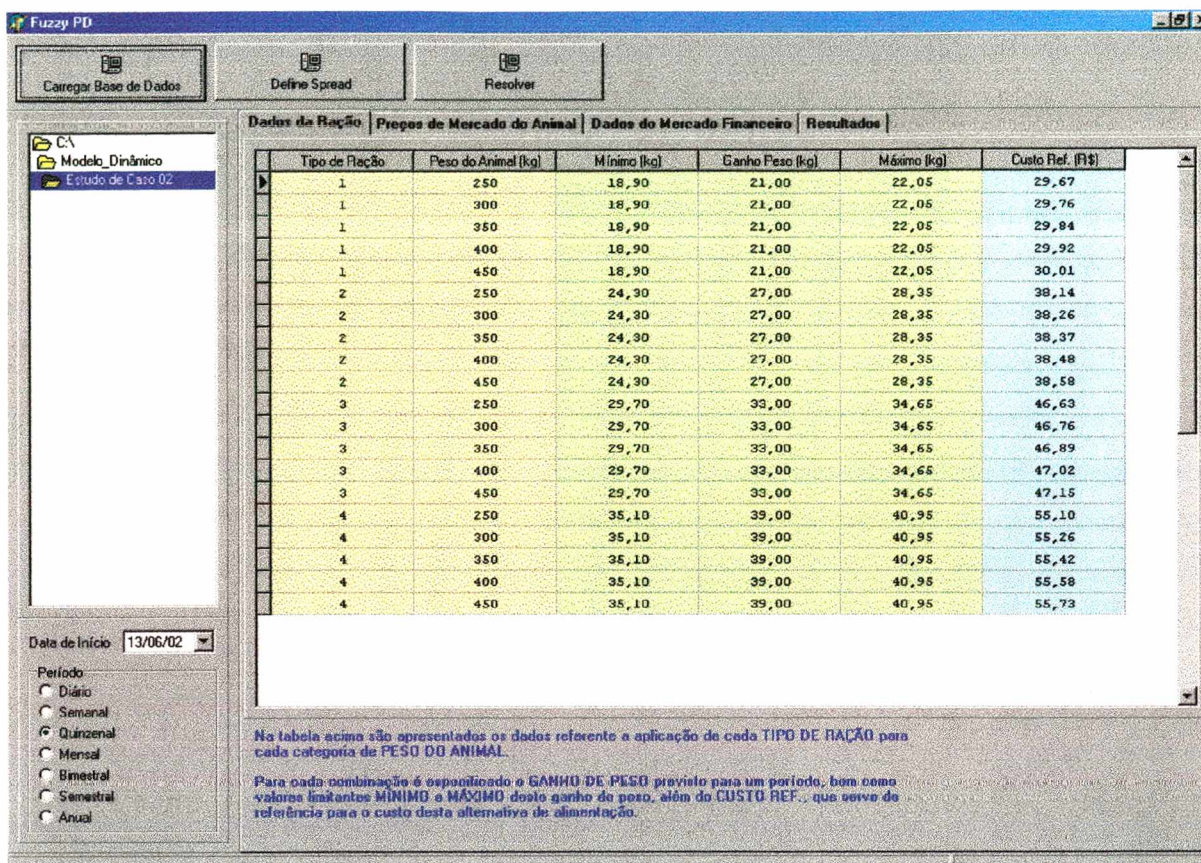 Fuzzy PD
Carregar Base de Dados
Define Spread
Resolver
C:\
Modelo_Dinâmico
Estudo de Caso 02
Dados da Ração Preços de Mercado do Animal Dados do Mercado Financeiro Resultados
Tipo de Ração Peso do Animal (kg) Mínimo (kg) Ganho Peso (kg) Máximo (kg) Custo Ref. (R$)
1 250 18,90 21,00 22,05 29,67
1 300 18,90 21,00 22,05 29,76
1 350 18,90 21,00 22,05 29,84
1 400 18,90 21,00 22,05 29,92
1 450 18,90 21,00 22,05 30,01
2 250 24,30 27,00 28,35 38,14
2 300 24,30 27,00 28,35 38,26
2 350 24,30 27,00 28,35 38,37
2 400 24,30 27,00 28,35 38,48
2 450 24,30 27,00 28,35 38,58
3 250 29,70 33,00 34,65 46,63
3 300 29,70 33,00 34,65 46,76
3 350 29,70 33,00 34,65 46,89
3 400 29,70 33,00 34,65 47,02
3 450 29,70 33,00 34,65 47,15
4 250 35,10 39,00 40,95 55,10
4 300 35,10 39,00 40,95 55,26
4 350 35,10 39,00 40,95 55,42
4 400 35,10 39,00 40,95 55,58
4 450 35,10 39,00 40,95 55,73
Data de Início 13/06/02
Período
Diário
Semanal
Quinzenal
Mensal
Bimestral
Semestral
Anual
Na tabela acima são apresentados os dados referente a aplicação de cada TIPO DE RAÇÃO para
cada categoria de PESO DO ANIMAL.
Para cada combinação é especificado o GANHO DE PESO previsto para um período, bem como
valores limitantes MÍNIMO e MÁXIMO deste ganho de peso, além do CUSTO REF., que serve de
referência para o custo desta alternativa de alimentação.